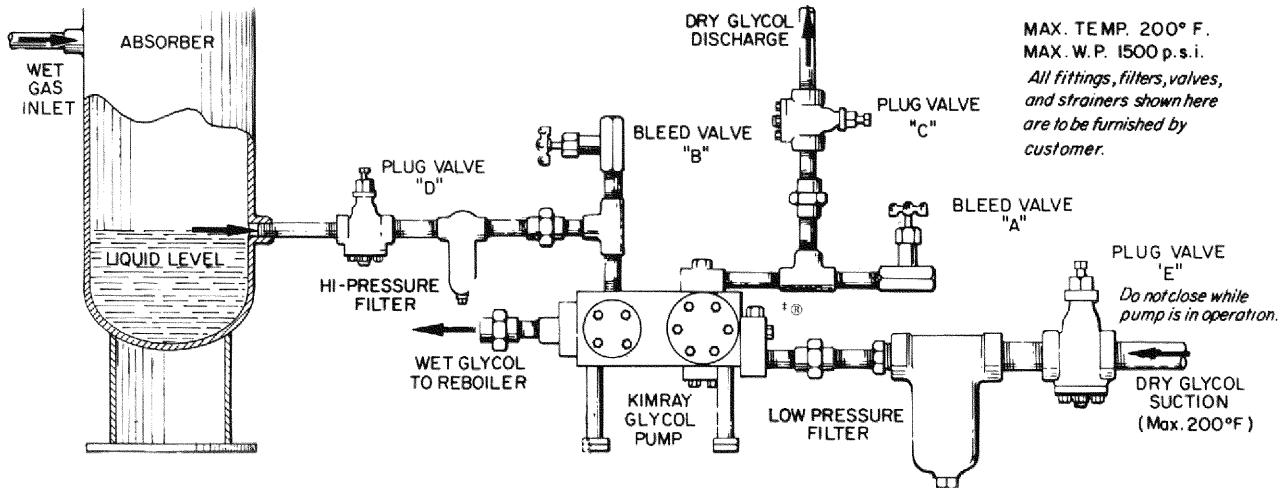 ABSORBER
WET
GAS
INLET
LIQUID LEVEL
PLUG VALVE
"D"
HI-PRESSURE
FILTER
BLEED VALVE
"B"
DRY GLYCOL
DISCHARGE
PLUG VALVE
"C"
MAX. TEMP. 200° F.
MAX. W.P. 1500 p.s.i.
All fittings, filters, valves,
and strainers shown here
are to be furnished by
customer.
BLEED VALVE
"A"
PLUG VALVE
'E"
Do not close while
pump is in operation.
‡ ®
WET GLYCOL
TO REBOILER
KIMRAY
GLYCOL
PUMP
LOW PRESSURE
FILTER
DRY GLYCOL
SUCTION
(Max. 200°F)